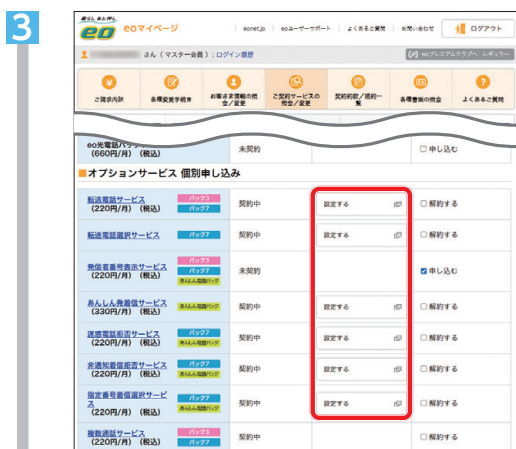 3
eo
eoマイページ
eonet.jp
eoユーザーサポート
よくあるご質問
お問い合わせ
ログアウト
さん（マスター会員）: ログイン履歴
eoプレミアムクラブへ レギュラー
ご請求内訳
各種変更手続き
お客さま情報の照会/変更
ご契約サービスの照会/変更
契約約款/規約一覧
各種書面の照会
よくあるご質問
(660円/月) (税込)
未契約
申し込む
オプションサービス 個別申し込み
転送電話サービス
(220円/月) (税込)
パック3
パック7
契約中
設定する
解約する
転送電話選択サービス
パック7
契約中
設定する
解約する
発信者番号表示サービス
(220円/月) (税込)
パック3
パック7
あんしん電話パック
未契約
申し込む
あんしん発着信サービス
(330円/月) (税込)
あんしん電話パック
契約中
設定する
解約する
迷惑電話拒否サービス
(220円/月) (税込)
パック7
あんしん電話パック
契約中
設定する
解約する
非通知着信拒否サービス
(220円/月) (税込)
パック7
あんしん電話パック
契約中
設定する
解約する
指定番号着信選択サービス
(220円/月) (税込)
パック7
あんしん電話パック
契約中
設定する
解約する
複数通話サービス
(220円/月) (税込)
パック3
パック7
契約中
解約する